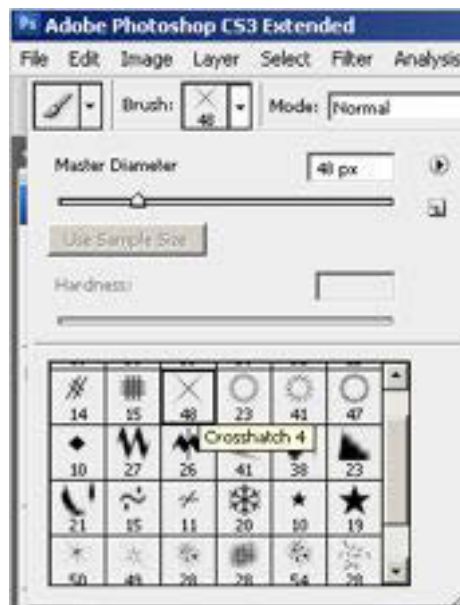 Ps Adobe Photoshop CS3 Extended
File Edit Image Layer Select Filter Analysis
Brush: 48 Mode: Normal
Master Diameter 48 px
Use Sample Size
Hardness:
14 15 48 23 41 47
Crosshatch 4
10 27 26 41 38 23
21 15 11 20 10 19
50 49 28 28 54 28